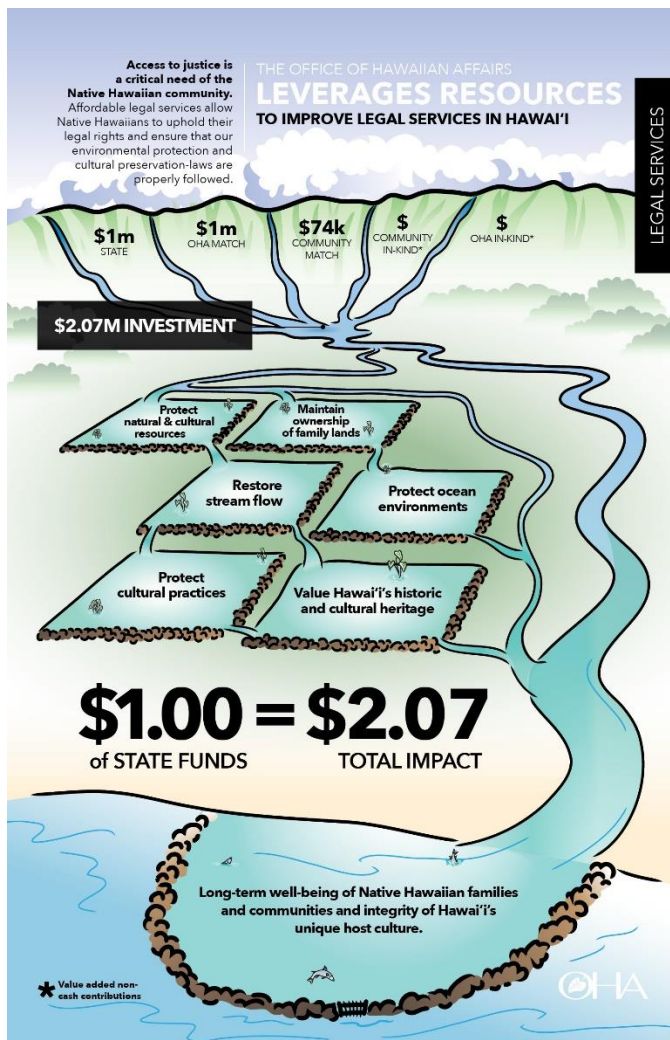 Access to justice is
a critical need of the
Native Hawaiian community.
Affordable legal services allow
Native Hawaiians to uphold their
legal rights and ensure that our
environmental protection and
cultural preservation-laws are
properly followed.
THE OFFICE OF HAWAIIAN AFFAIRS
LEVERAGES RESOURCES
TO IMPROVE LEGAL SERVICES IN HAWAI‘I
LEGAL SERVICES
$1m
STATE
$1m
OHA MATCH
$74k
COMMUNITY
MATCH
$
COMMUNITY
IN-KIND*
$
OHA IN-KIND*
$2.07M INVESTMENT
Protect
natural & cultural
resources
Maintain
ownership
of family lands
Restore
stream flow
Protect ocean
environments
Protect
cultural practices
Value Hawai‘i’s historic
and cultural heritage
$1.00 = $2.07
of STATE FUNDS TOTAL IMPACT
Long-term well-being of Native Hawaiian families
and communities and integrity of Hawai‘i’s
unique host culture.
* Value added non-
cash contributions
OHA